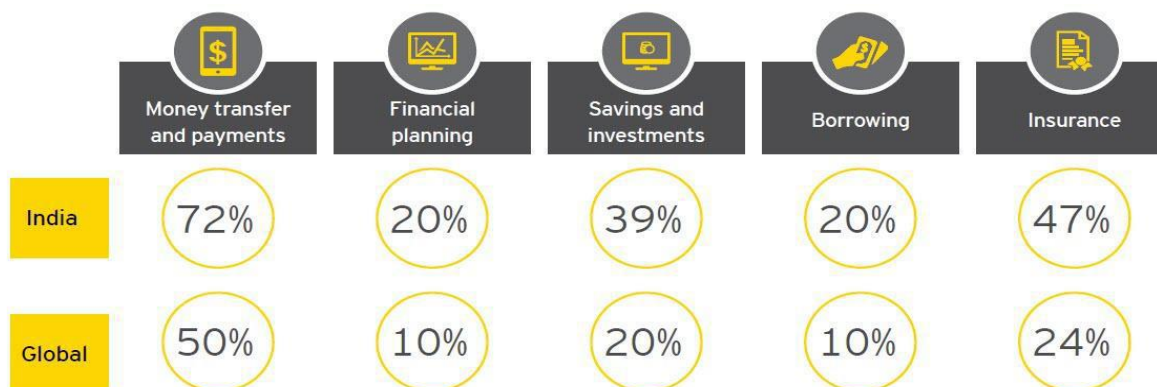 $
$
Money transfer
and payments
Financial
planning
Savings and
investments
Borrowing
Insurance
India
72%
20%
39%
20%
47%
Global
50%
10%
20%
10%
24%